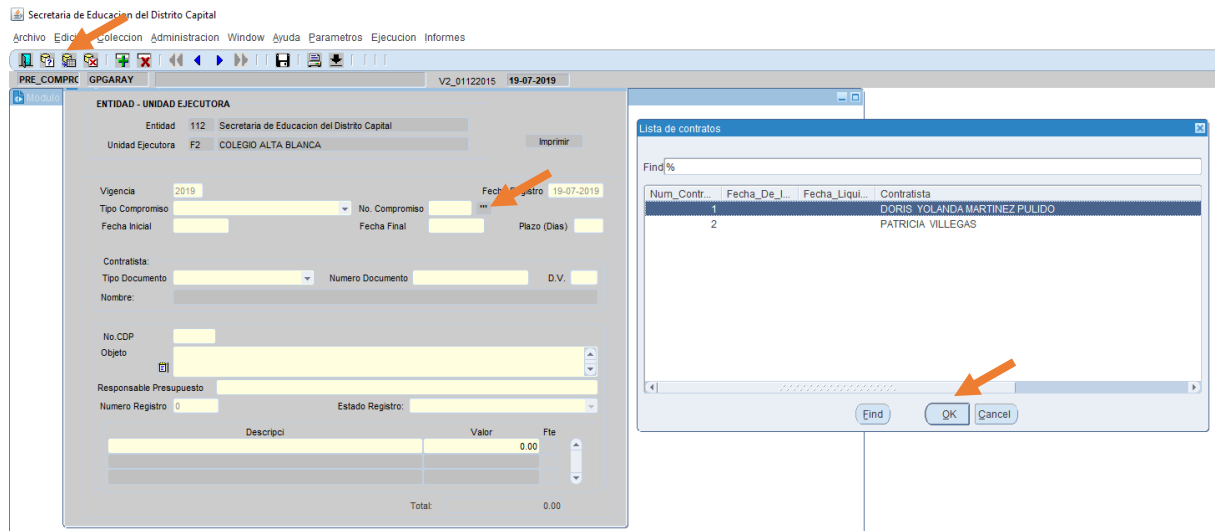 Secretaria de Educacion del Distrito Capital
Archivo Edición Coleccion Administracion Window Ayuda Parametros Ejecucion Informes
PRE_COMPRO GPGARAY V2_01122015 19-07-2019
Modulo
ENTIDAD - UNIDAD EJECUTORA
Entidad 112 Secretaria de Educacion del Distrito Capital
Unidad Ejecutora F2 COLEGIO ALTA BLANCA Imprimir
Vigencia 2019 Fecha Registro 19-07-2019
Tipo Compromiso No. Compromiso
Fecha Inicial Fecha Final Plazo (Dias)
Contratista:
Tipo Documento Numero Documento D.V.
Nombre:
No.CDP
Objeto
Responsable Presupuesto
Numero Registro 0 Estado Registro:
Descripci Valor Fte
0.00
Total: 0.00
Lista de contratos
Find %
Num_Contr... Fecha_De_I... Fecha_Liqui... Contratista
1 DORIS YOLANDA MARTINEZ PULIDO
2 PATRICIA VILLEGAS
Find OK Cancel